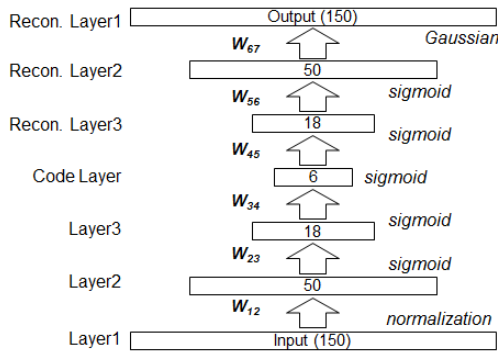 Recon. Layer1 Output (150)
W67 Gaussian
Recon. Layer2 50
W56 sigmoid
Recon. Layer3 18 sigmoid
W45
Code Layer 6 sigmoid
W34
Layer3 18 sigmoid
W23
sigmoid
Layer2 50
W12
normalization
Layer1 Input (150)